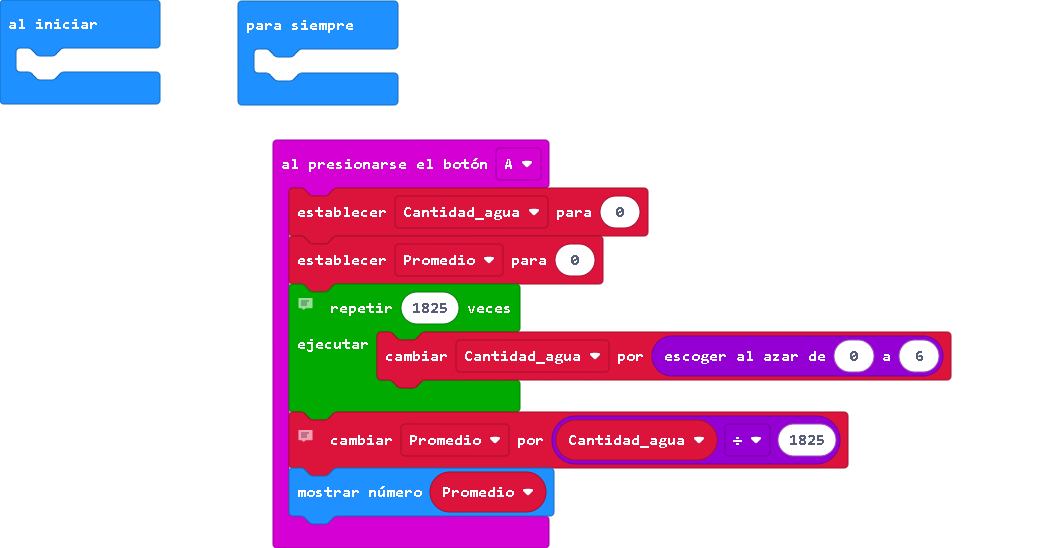 al iniciar
para siempre
al presionarse el botón A
establecer Cantidad_agua para 0
establecer Promedio para 0
repetir 1825 veces
ejecutar
cambiar Cantidad_agua por escoger al azar de 0 a 6
cambiar Promedio por Cantidad_agua ÷ 1825
mostrar número Promedio